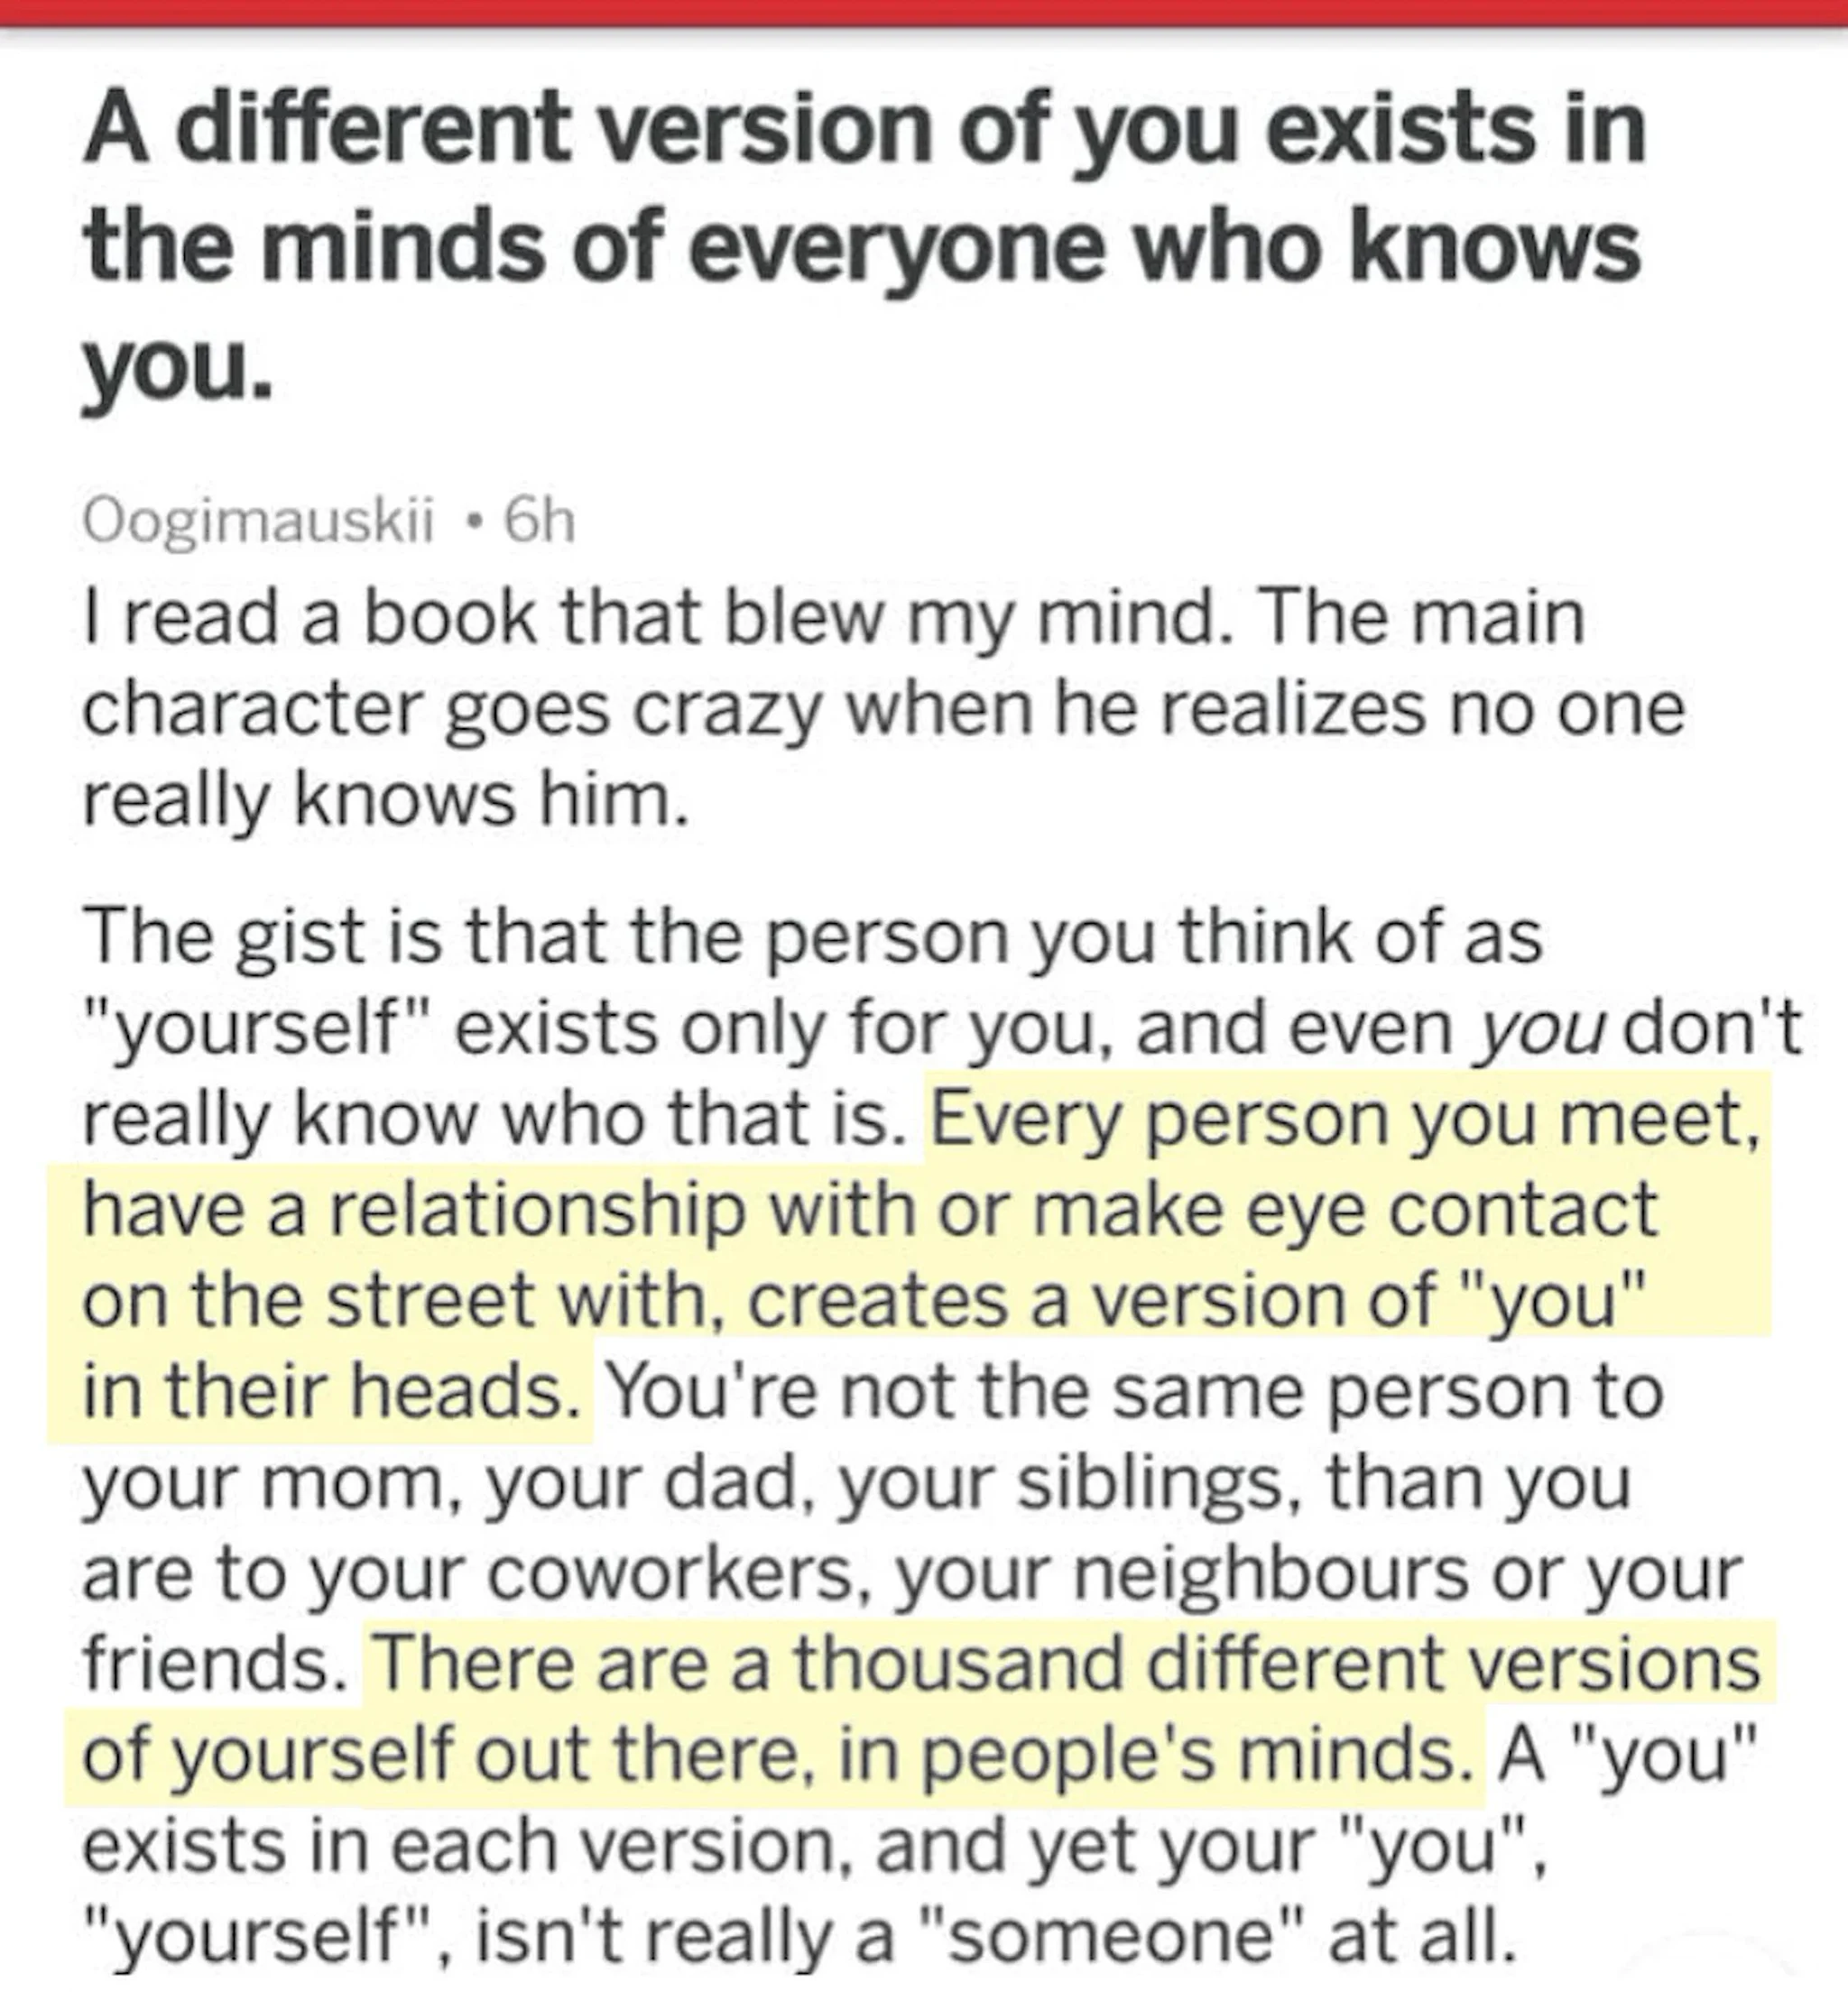 A different version of you exists in
the minds of everyone who knows
you.
Oogimauskii • 6h
I read a book that blew my mind. The main
character goes crazy when he realizes no one
really knows him.
The gist is that the person you think of as
"yourself" exists only for you, and even you don't
really know who that is. Every person you meet,
have a relationship with or make eye contact
on the street with, creates a version of "you"
in their heads. You're not the same person to
your mom, your dad, your siblings, than you
are to your coworkers, your neighbours or your
friends. There are a thousand different versions
of yourself out there, in people's minds. A "you"
exists in each version, and yet your "you",
"yourself", isn't really a "someone" at all.